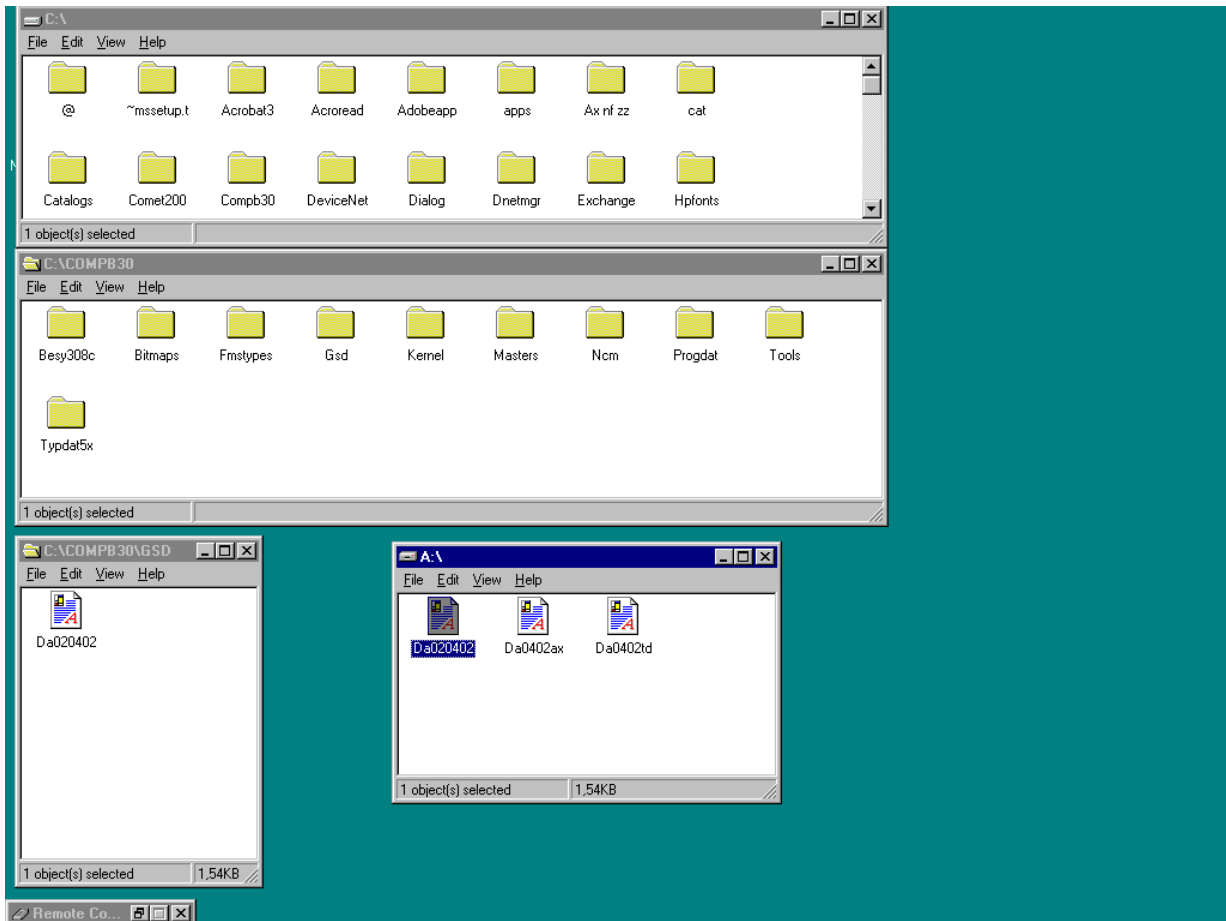 C:\
File Edit View Help
@ ~mssetup.t Acrobat3 Acroread Adobeapp apps Ax nf zz cat
Catalogs Comet200 Compb30 DeviceNet Dialog Dnetmgr Exchange Hpfonts
1 object(s) selected
C:\COMPB30
File Edit View Help
Besy308c Bitmaps Fmstypes Gsd Kernel Masters Ncm Progdat Tools
Typdat5x
1 object(s) selected
C:\COMPB30\GSD
File Edit View Help
Da020402
1 object(s) selected 1,54KB
A:\
File Edit View Help
Da020402 Da0402ax Da0402td
1 object(s) selected 1,54KB
Remote Co...